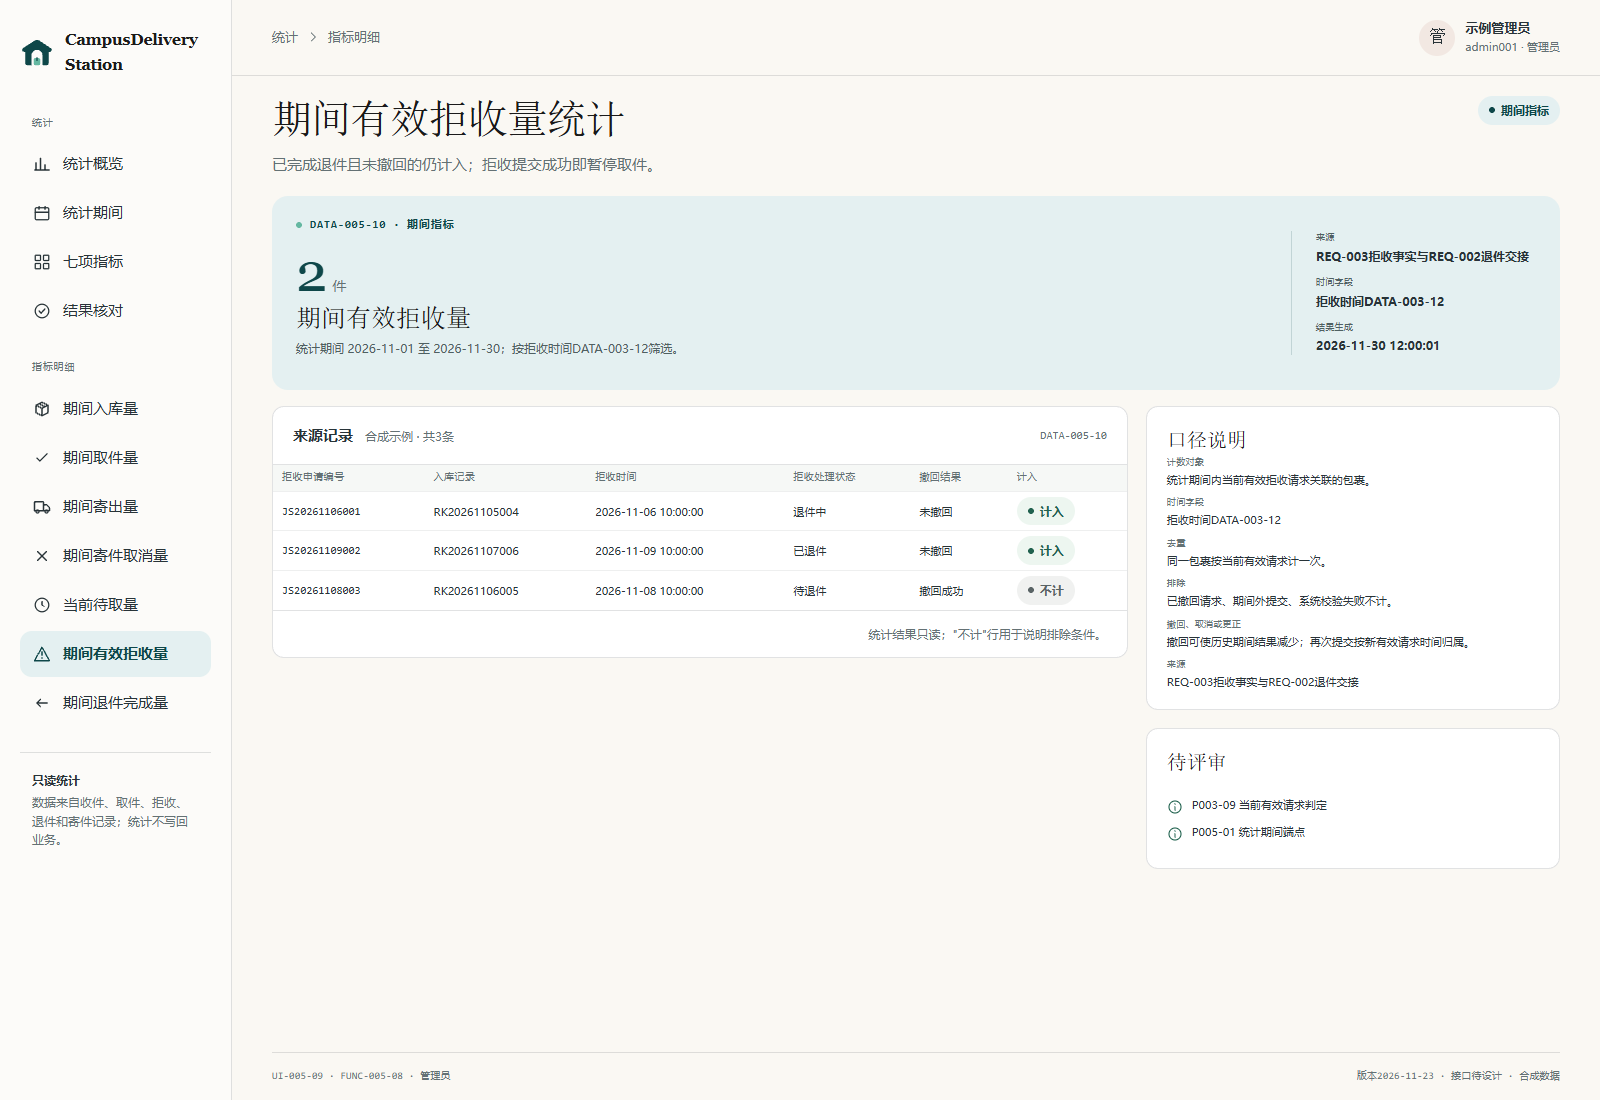 CampusDelivery
Station
统计
统计概览
统计期间
七项指标
结果核对
指标明细
期间入库量
期间取件量
期间寄出量
期间寄件取消量
当前待取量
期间有效拒收量
期间退件完成量
只读统计
数据来自收件、取件、拒收、
退件和寄件记录；统计不写回
业务。
统计 指标明细
管
示例管理员
admin001 · 管理员
期间有效拒收量统计
期间指标
已完成退件且未撤回的仍计入；拒收提交成功即暂停取件。
DATA-005-10 · 期间指标
2 件
期间有效拒收量
统计期间 2026-11-01 至 2026-11-30；按拒收时间DATA-003-12筛选。
来源
REQ-003拒收事实与REQ-002退件交接
时间字段
拒收时间DATA-003-12
结果生成
2026-11-30 12:00:01
来源记录 合成示例 · 共3条 DATA-005-10
拒收申请编号 入库记录 拒收时间 拒收处理状态 撤回结果 计入
JS20261106001 RK20261105004 2026-11-06 10:00:00 退件中 未撤回 计入
JS20261109002 RK20261107006 2026-11-09 10:00:00 已退件 未撤回 计入
JS20261108003 RK20261106005 2026-11-08 10:00:00 待退件 撤回成功 不计
统计结果只读；"不计"行用于说明排除条件。
口径说明
计数对象
统计期间内当前有效拒收请求关联的包裹。
时间字段
拒收时间DATA-003-12
去重
同一包裹按当前有效请求计一次。
排除
已撤回请求、期间外提交、系统校验失败不计。
撤回、取消或更正
撤回可使历史期间结果减少；再次提交按新有效请求时间归属。
来源
REQ-003拒收事实与REQ-002退件交接
待评审
P003-09 当前有效请求判定
P005-01 统计期间端点
UI-005-09 · FUNC-005-08 · 管理员
版本2026-11-23 · 接口待设计 · 合成数据